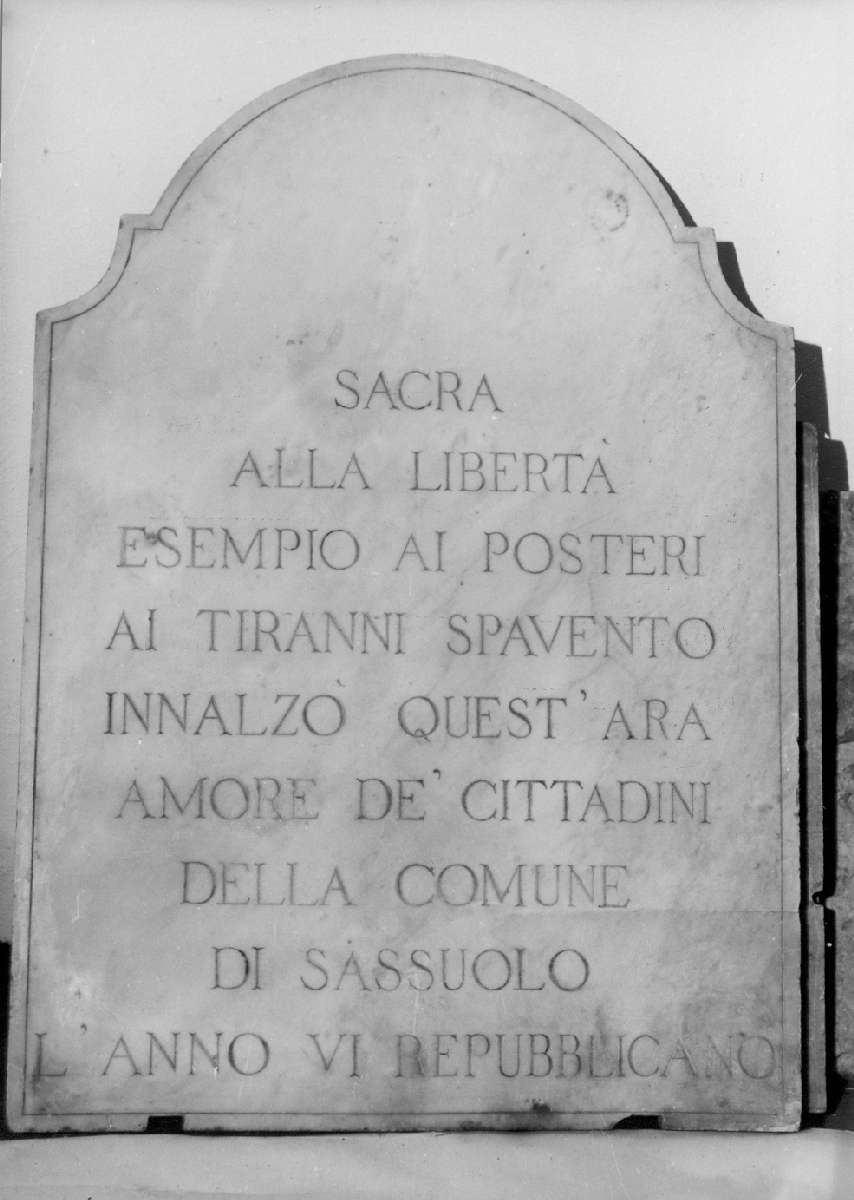 SACRA
ALLA LIBERTÀ
ESEMPIO AI POSTERI
AI TIRANNI SPAVENTO
INNALZÒ QUEST'ARA
AMORE DE' CITTADINI
DELLA COMUNE
DI SASSUOLO
L'ANNO VI REPUBBLICANO